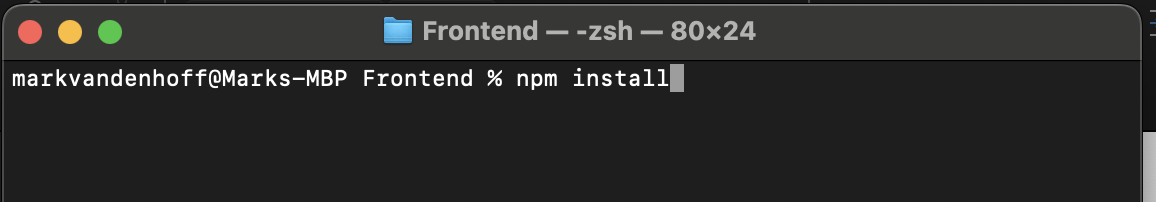 Frontend — -zsh — 80×24
markvandenhoff@Marks-MBP Frontend % npm install